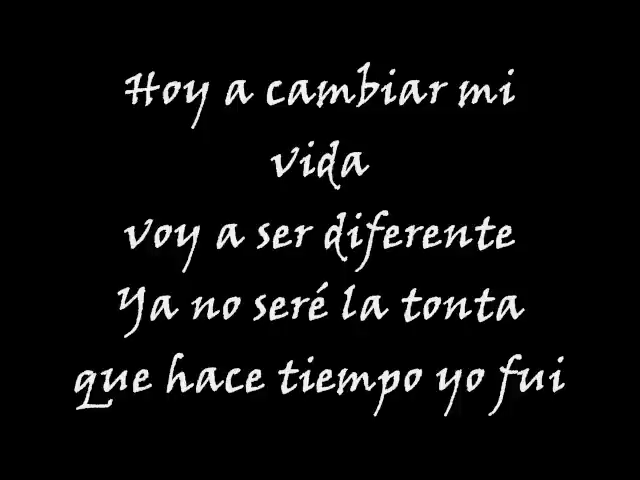 Hoy a cambiar mi
vida
voy a ser diferente
Ya no seré la tonta
que hace tiempo yo fui